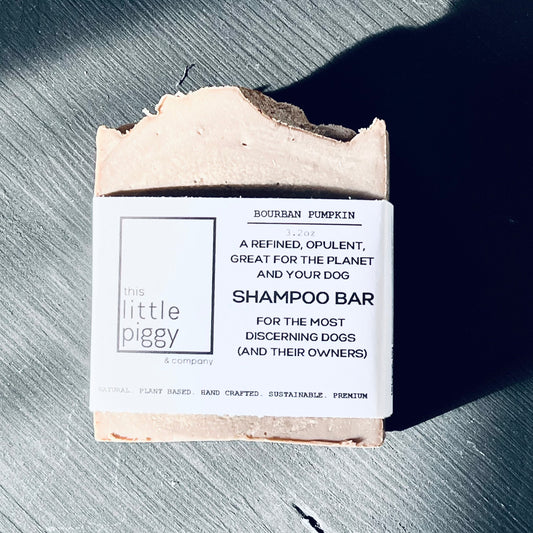 BOURBAN PUMPKIN
3.2oz
A REFINED, OPULENT,
GREAT FOR THE PLANET
AND YOUR DOG
SHAMPOO BAR
FOR THE MOST
DISCERNING DOGS
(AND THEIR OWNERS)
this
little
piggy
& company
NATURAL. PLANT BASED. HAND CRAFTED. SUSTAINABLE. PREMIUM